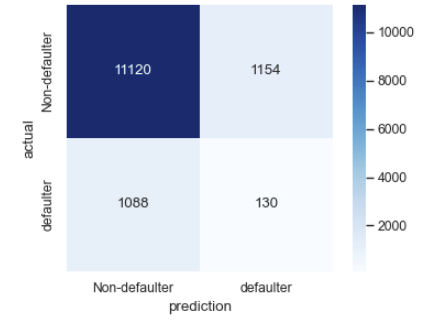 Non-defaulter
defaulter
actual
11120
1154
1088
130
Non-defaulter
defaulter
prediction
10000
8000
6000
4000
2000